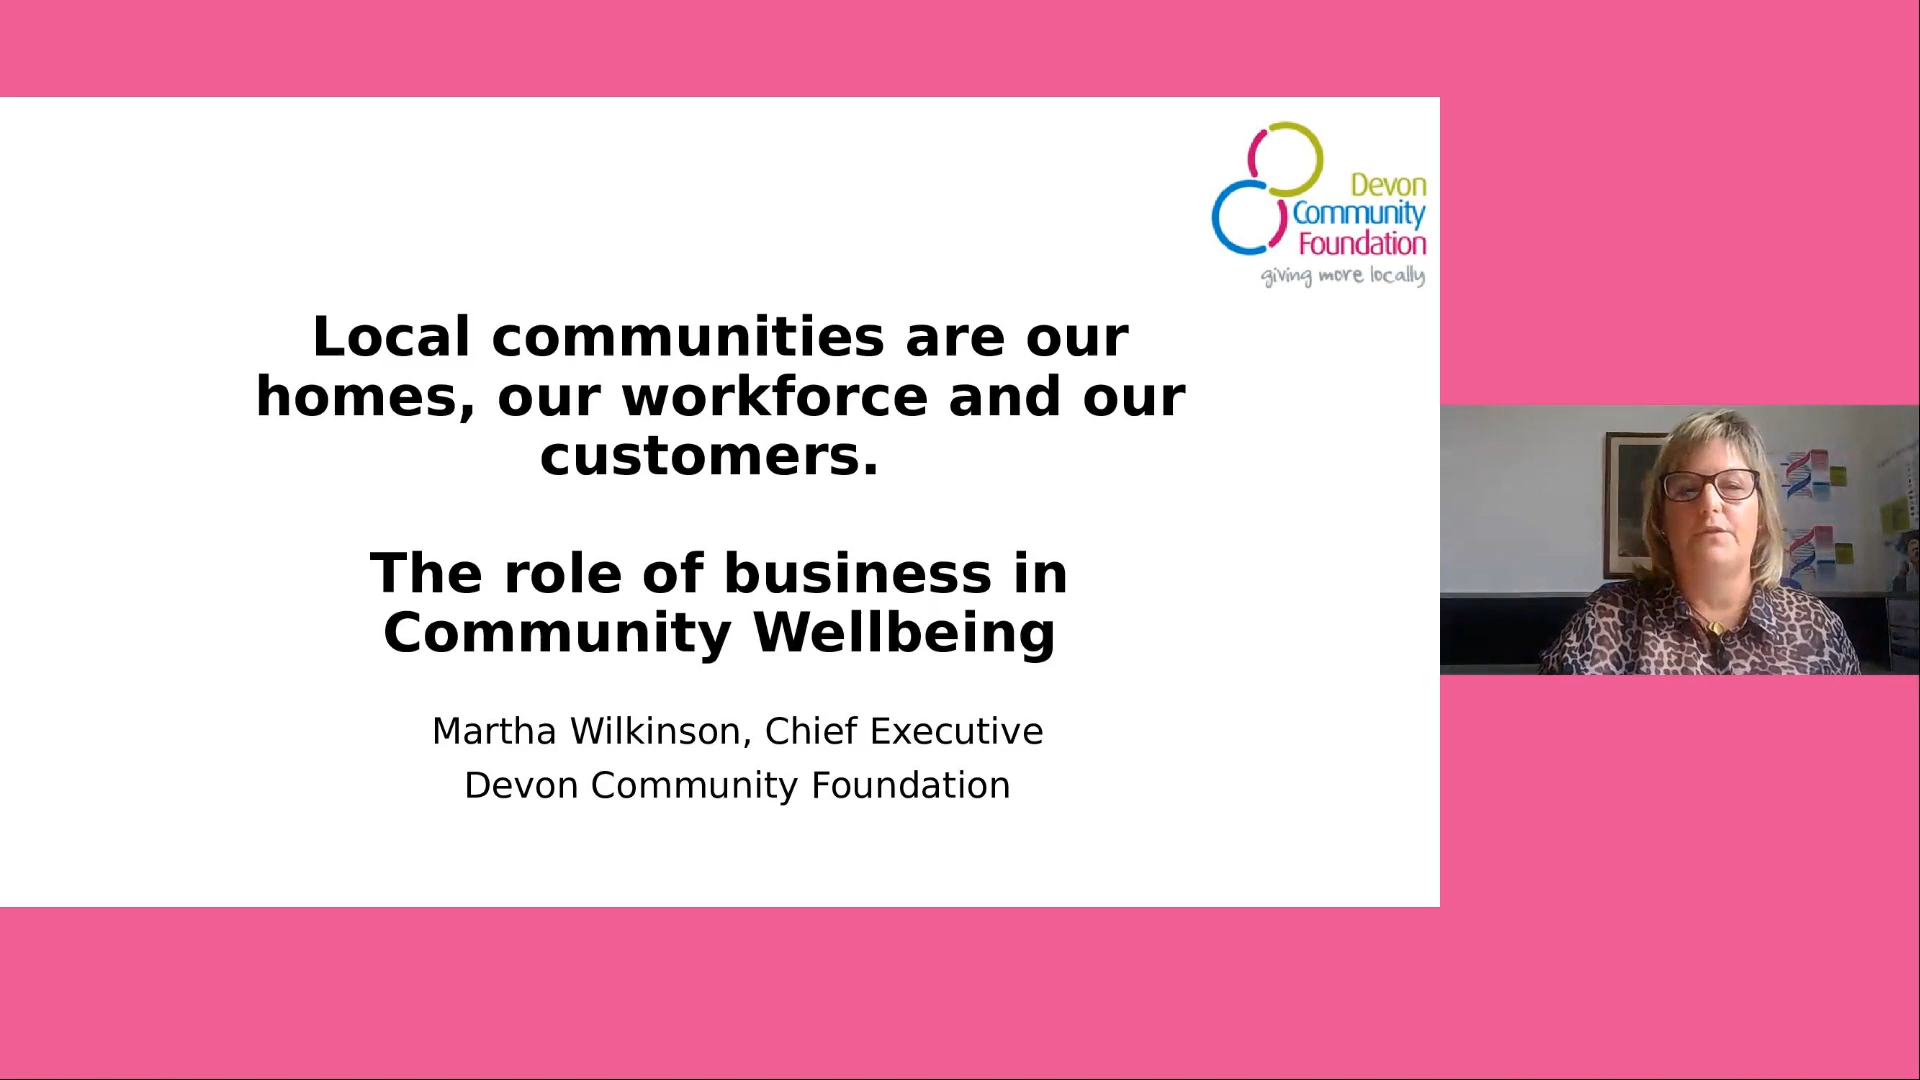 Devon
Community
Foundation
giving more locally
Local communities are our
homes, our workforce and our
customers.
The role of business in
Community Wellbeing
Martha Wilkinson, Chief Executive
Devon Community Foundation